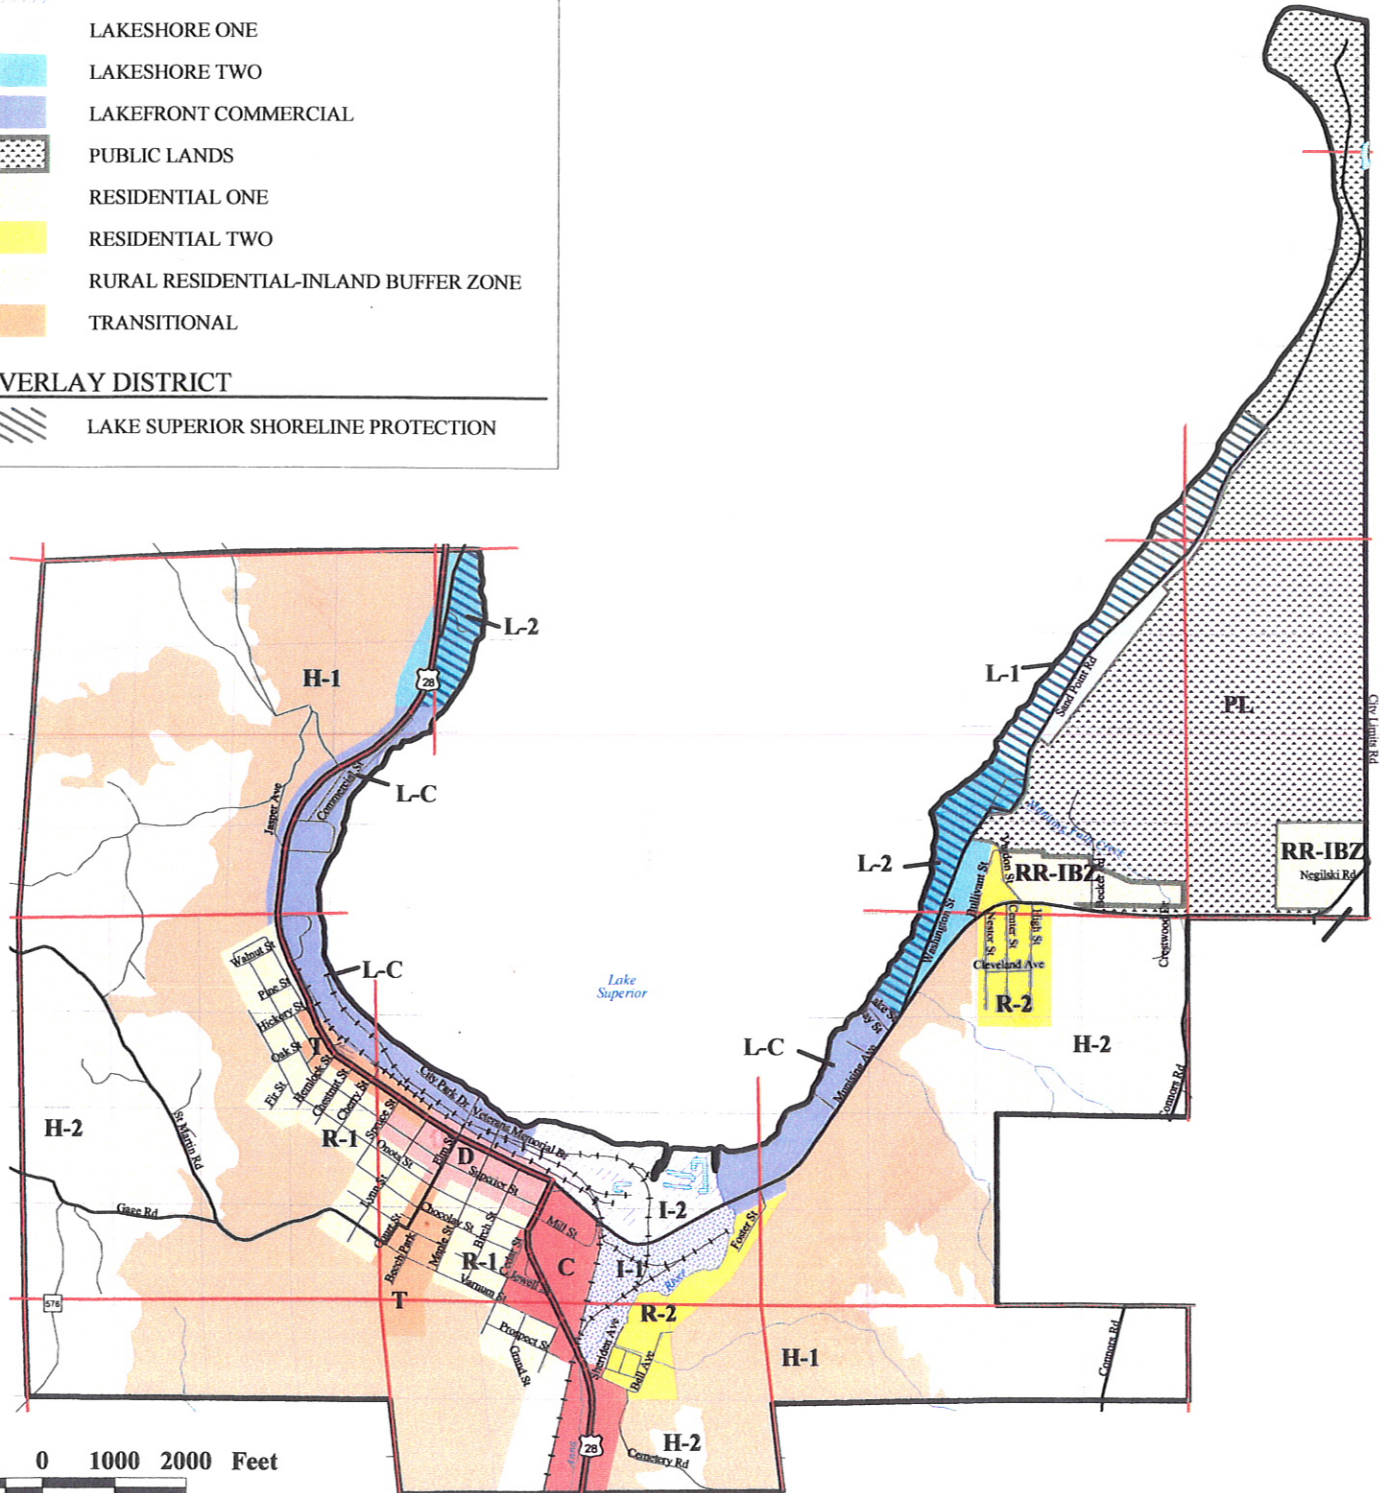 LAKESHORE ONE
LAKESHORE TWO
LAKEFRONT COMMERCIAL
PUBLIC LANDS
RESIDENTIAL ONE
RESIDENTIAL TWO
RURAL RESIDENTIAL-INLAND BUFFER ZONE
TRANSITIONAL
VERLAY DISTRICT
LAKE SUPERIOR SHORELINE PROTECTION
L-2
H-1
28
L-1
Sand Point Rd
PL
City Limits Rd
L-C
Commercial St
Jasper Ave
L-2
RR-IBZ
RR-IBZ
Negilski Rd
Becker Rd
Bullivant St
Washington St
Nestor St
Center St
High St
Crestwood Dr
Cleveland Ave
R-2
L-C
Lake
Superior
Walnut St
Pine St
Hickory St
Oak St
T
Fir St
Hemlock St
Chestnut St
Cherry St
Spruce St
L-C
Munising Ave
H-2
Connors Rd
City Park Dr
Veterans Memorial
H-2
St Martin Rd
R-1
Onota St
Elm St
D
Superior St
Lynn St
Gage Rd
Court St
Chocolay St
Birch St
Mill St
I-2
Foster St
Beech Park
Maple St
R-1
Jewell
C
I-1
River
Varnum St
576
T
R-2
Prospect St
Grand St
Sheridan Ave
Bell Ave
H-1
Connors Rd
28
H-2
Anna
Cemetery Rd
0 1000 2000 Feet